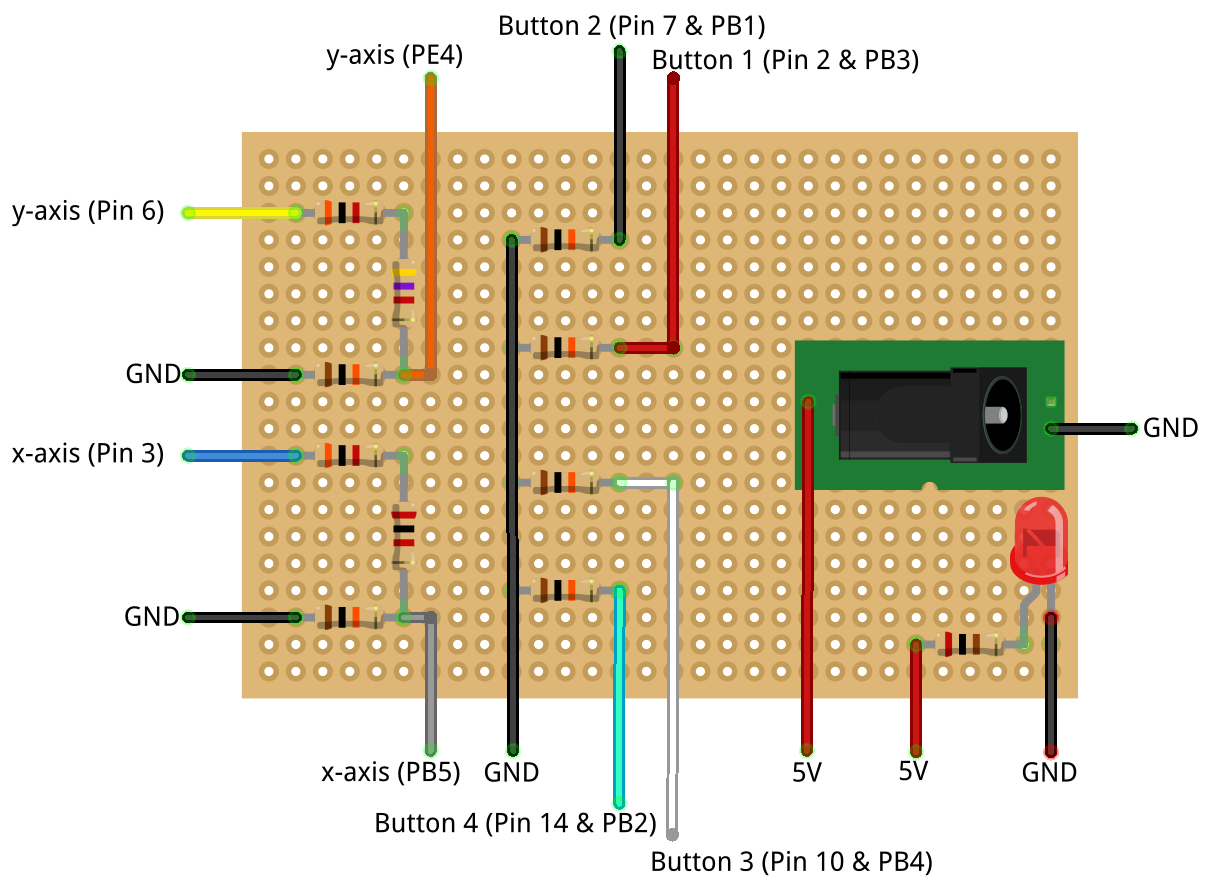 Button 2 (Pin 7 & PB1)
y-axis (PE4)
Button 1 (Pin 2 & PB3)
y-axis (Pin 6)
GND
GND
x-axis (Pin 3)
GND
x-axis (PB5)
GND
5V
5V
GND
Button 4 (Pin 14 & PB2)
Button 3 (Pin 10 & PB4)